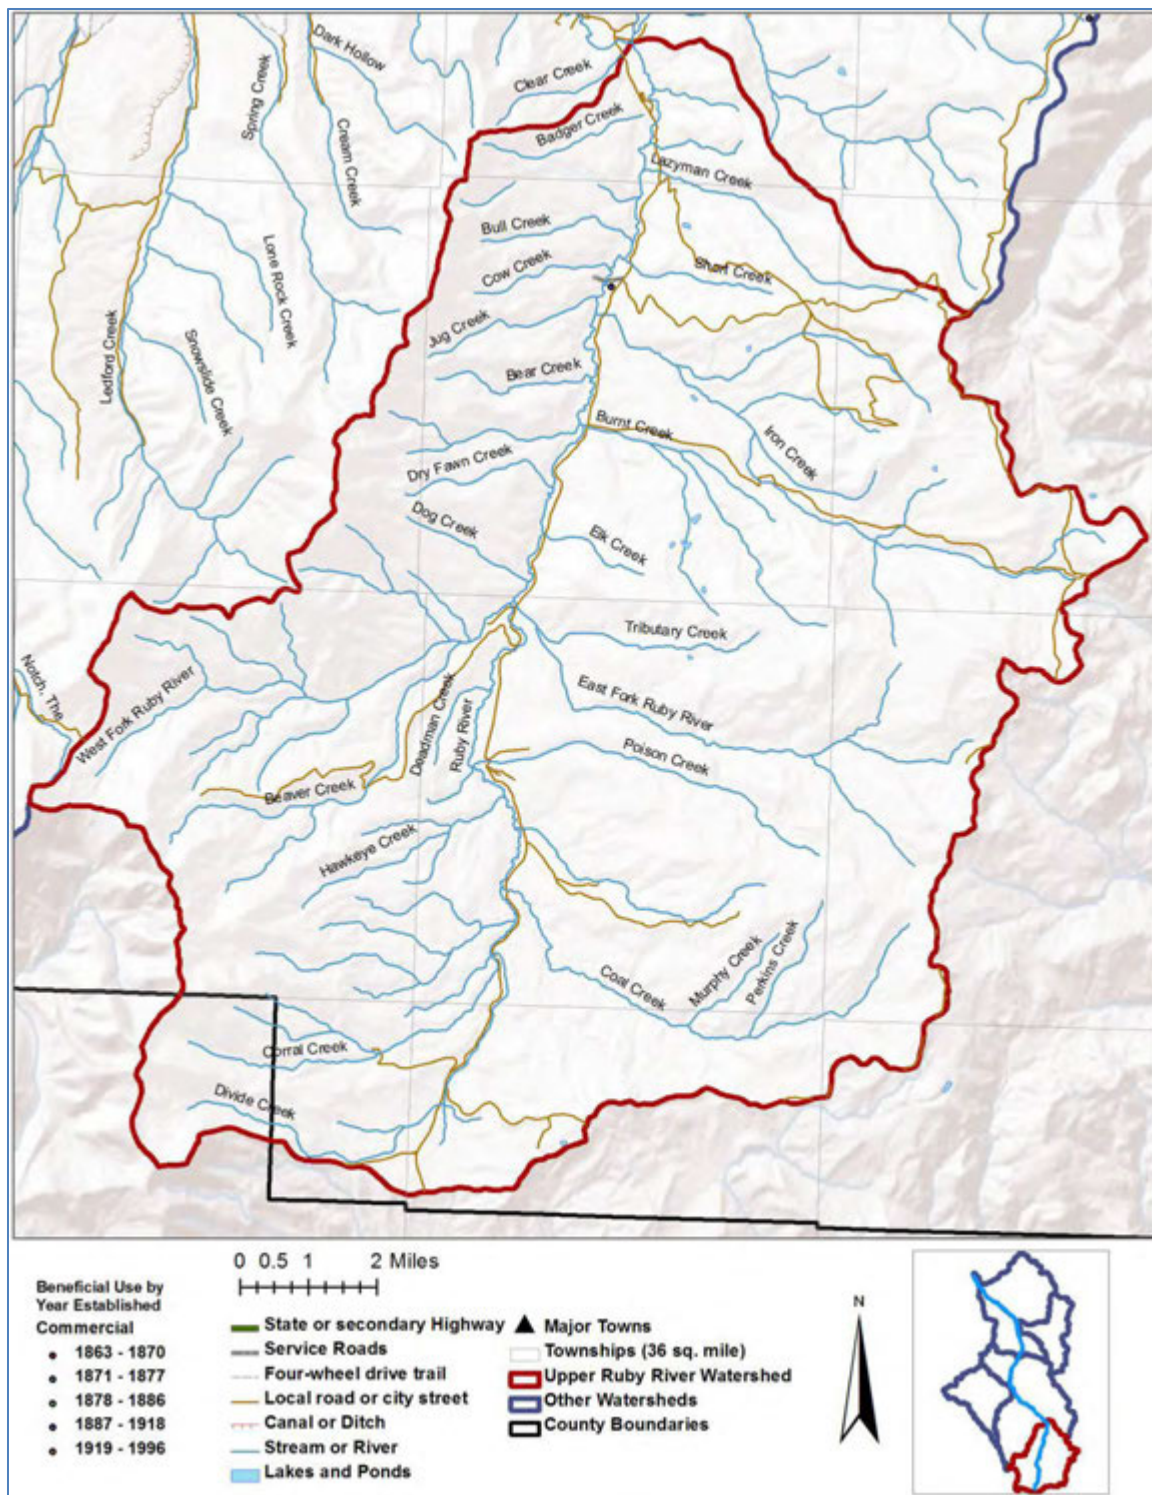 Dark Hollow
Clear Creek
Spring Creek
Badger Creek
Cream Creek
Lazyman Creek
Bull Creek
Lone Rock Creek
Cow Creek
Short Creek
Jug Creek
Ledford Creek
Snowslide Creek
Bear Creek
Burnt Creek
Iron Creek
Dry Fawn Creek
Dog Creek
Elk Creek
Tributary Creek
Notch, The
West Fork Ruby River
East Fork Ruby River
Deadman Creek
Ruby River
Poison Creek
Beaver Creek
Hawkeye Creek
Coal Creek
Murphy Creek
Perkins Creek
Corral Creek
Divide Creek
0 0.5 1 2 Miles
Beneficial Use by
Year Established
Commercial
1863 - 1870
1871 - 1877
1878 - 1886
1887 - 1918
1919 - 1996
State or secondary Highway
Service Roads
Four-wheel drive trail
Local road or city street
Canal or Ditch
Stream or River
Lakes and Ponds
Major Towns
Townships (36 sq. mile)
Upper Ruby River Watershed
Other Watersheds
County Boundaries
N